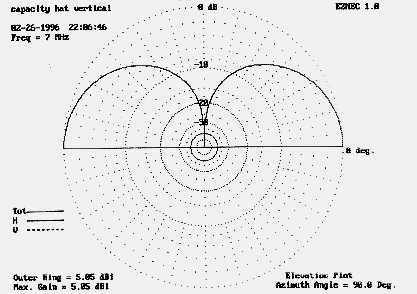 capacity hat vertical
0 dB
EZNEC 1.0
02-26-1996 22:06:46
Freq = 7 MHz
-10
-20
-30
.0 deg.
Tot
H
V
Outer Ring = 5.05 dBi
Max. Gain = 5.05 dBi
Elevation Plot
Azimuth Angle = 90.0 Deg.